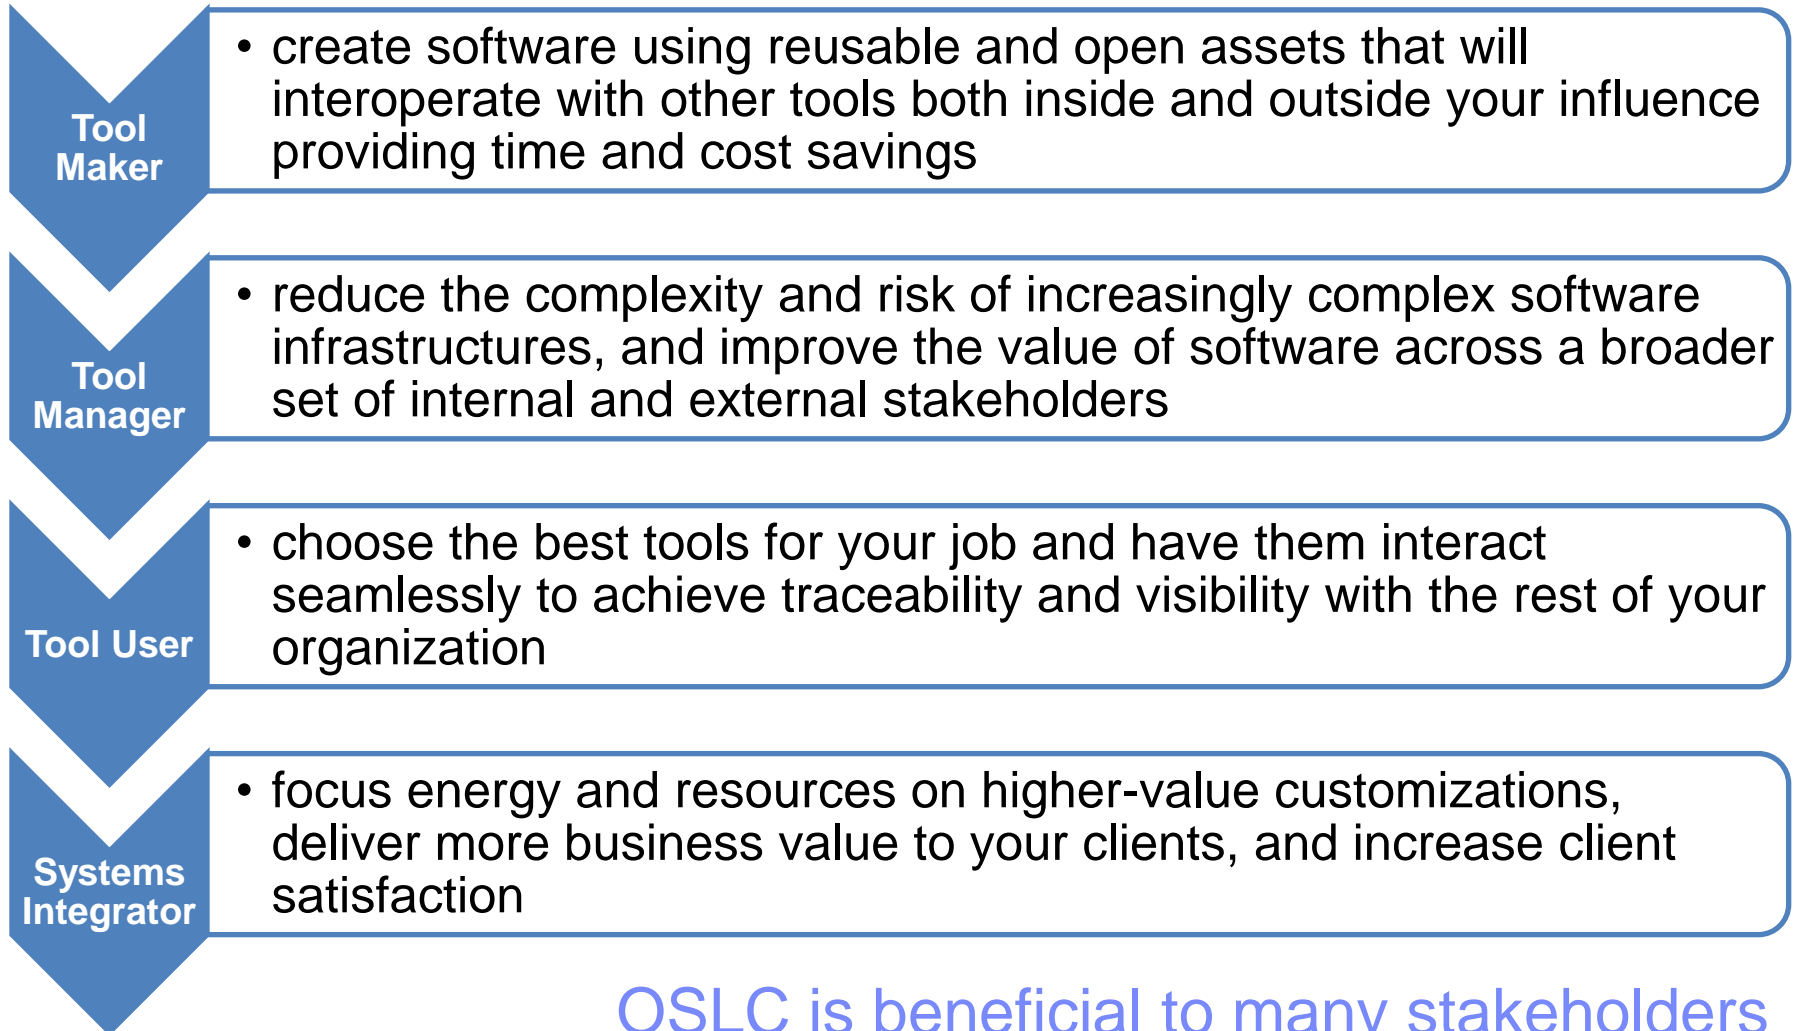 Tool
Maker
• create software using reusable and open assets that will
interoperate with other tools both inside and outside your influence
providing time and cost savings
Tool
Manager
• reduce the complexity and risk of increasingly complex software
infrastructures, and improve the value of software across a broader
set of internal and external stakeholders
Tool User
• choose the best tools for your job and have them interact
seamlessly to achieve traceability and visibility with the rest of your
organization
Systems
Integrator
• focus energy and resources on higher-value customizations,
deliver more business value to your clients, and increase client
satisfaction
OSLC is beneficial to many stakeholders